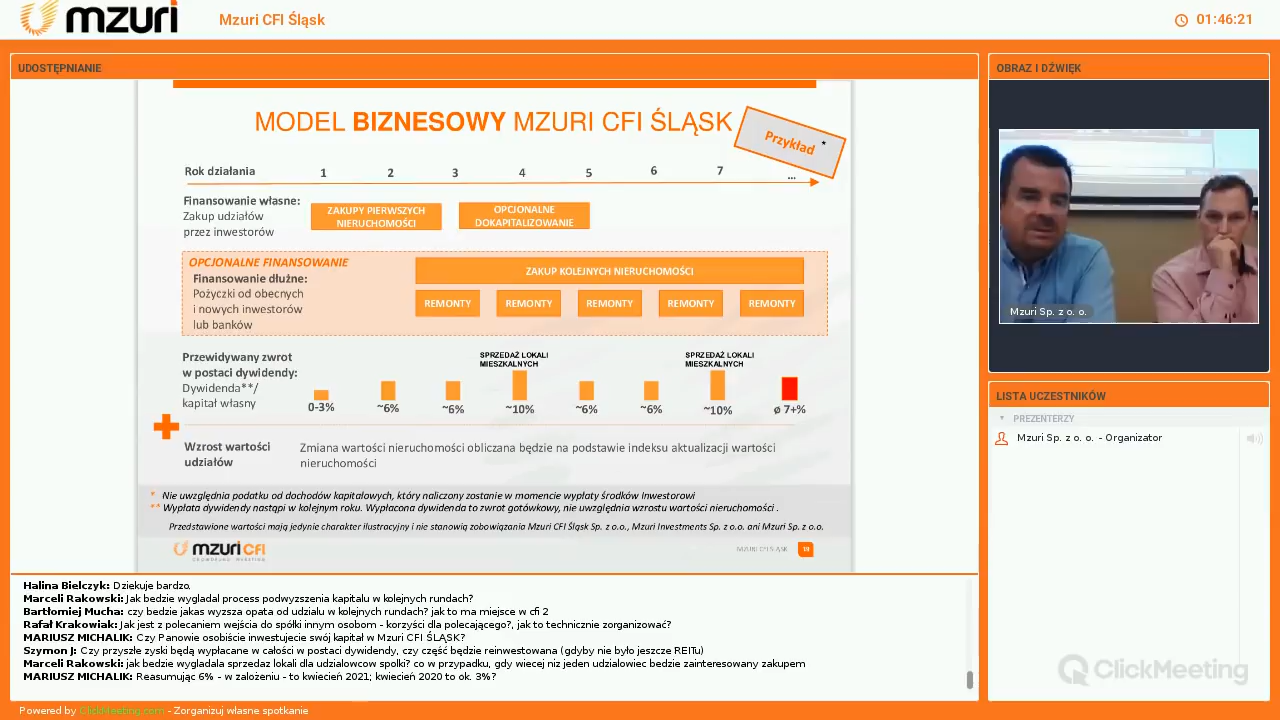 mzuri
Mzuri CFI Śląsk
01:46:21
UDOSTĘPNIANIE
MODEL BIZNESOWY MZURI CFI ŚLĄSK
Przykład *
Rok działania 1 2 3 4 5 6 7 ...
Finansowanie własne:
Zakup udziałów
przez inwestorów
ZAKUPY PIERWSZYCH
NIERUCHOMOŚCI
OPCJONALNE
DOKAPITALIZOWANIE
OPCJONALNE FINANSOWANIE
Finansowanie dłużne:
Pożyczki od obecnych
i nowych inwestorów
lub banków
ZAKUP KOLEJNYCH NIERUCHOMOŚCI
REMONTY REMONTY REMONTY REMONTY REMONTY
Przewidywany zwrot
w postaci dywidendy:
Dywidenda**/
kapitał własny
SPRZEDAŻ LOKALI
MIESZKALNYCH
SPRZEDAŻ LOKALI
MIESZKALNYCH
0-3% ~6% ~6% ~10% ~6% ~6% ~10% ø 7+%
Wzrost wartości
udziałów
Zmiana wartości nieruchomości obliczana będzie na podstawie indeksu aktualizacji wartości
nieruchomości
* Nie uwzględnia podatku od dochodów kapitałowych, który naliczony zostanie w momencie wypłaty środków Inwestorowi
** Wypłata dywidendy nastąpi w kolejnym roku. Wypłacona dywidenda to zwrot gotówkowy, nie uwzględnia wzrostu wartości nieruchomości .
Przedstawione wartości mają jedynie charakter ilustracyjny i nie stanowią zobowiązania Mzuri CFI Śląsk Sp. z o.o., Mzuri Investments Sp. z o.o. ani Mzuri Sp. z o.o.
mzuri CFI
MZURI CFI ŚLĄSK
Halina Bielczyk: Dziekuje bardzo.
Marceli Rakowski: Jak bedzie wygladal process podwyzszenia kapitalu w kolejnych rundach?
Bartłomiej Mucha: czy bedzie jakas wyzsza opata od udzialu w kolejnych rundach? jak to ma miejsce w cfi 2
Rafał Krakowiak: Jak jest z polecaniem wejścia do spółki innym osobom - korzyści dla polecającego?, jak to technicznie zorganizować?
MARIUSZ MICHALIK: Czy Panowie osobiście inwestujecie swój kapitał w Mzuri CFI ŚLĄSK?
Szymon J: Czy przyszłe zyski będą wypłacane w całości w postaci dywidendy, czy część będzie reinwestowana (gdyby nie było jeszcze REITu)
Marceli Rakowski: jak bedzie wygladala sprzedaz lokali dla udzialowcow spolki? co w przypadku, gdy wiecej niz jeden udzialowiec bedzie zainteresowany zakupem
MARIUSZ MICHALIK: Reasumując 6% - w założeniu - to kwiecień 2021; kwiecień 2020 to ok. 3%?
Powered by ClickMeeting.com - Zorganizuj własne spotkanie
OBRAZ I DŹWIĘK
Mzuri Sp. z o. o.
LISTA UCZESTNIKÓW
PREZENTERZY
Mzuri Sp. z o. o. - Organizator
ClickMeeting